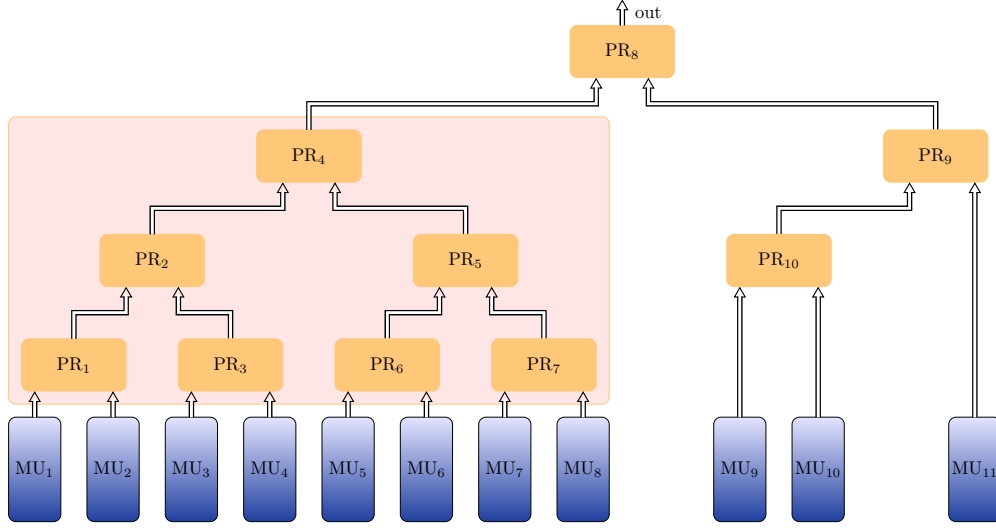 out
PR₈
PR₄
PR₉
PR₂
PR₅
PR₁₀
PR₁
PR₃
PR₆
PR₇
MU₁
MU₂
MU₃
MU₄
MU₅
MU₆
MU₇
MU₈
MU₉
MU₁₀
MU₁₁